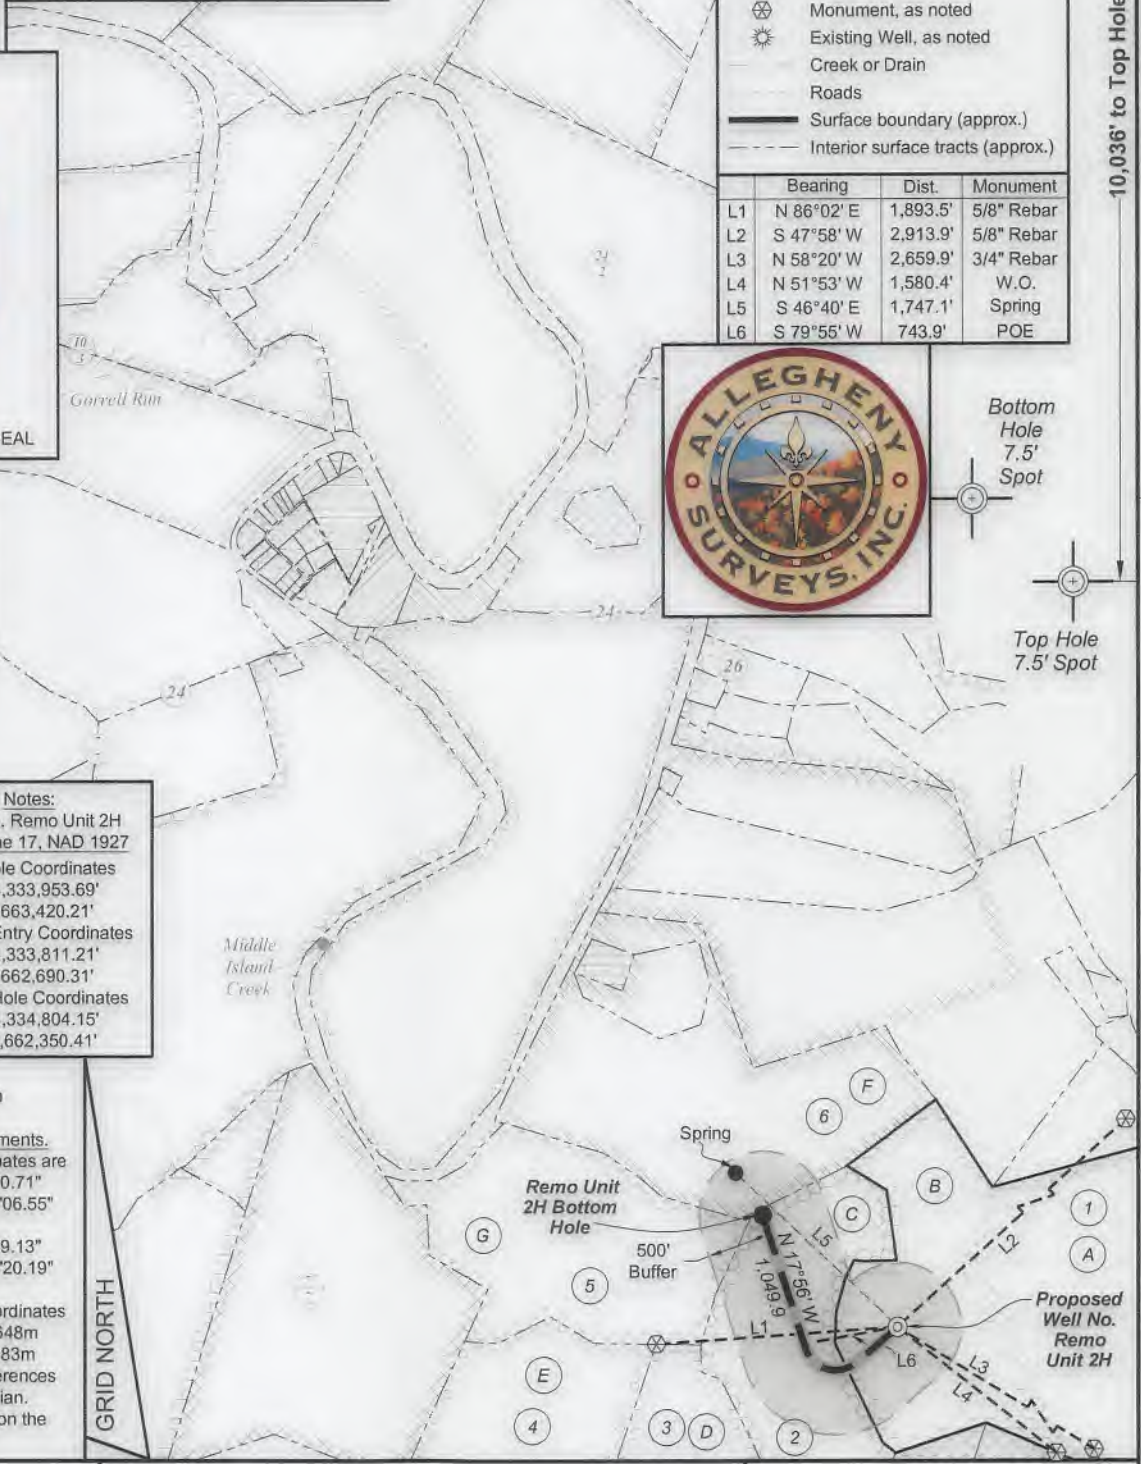 Monument, as noted
Existing Well, as noted
Creek or Drain
Roads
Surface boundary (approx.)
Interior surface tracts (approx.)
10,036' to Top Hole
Bearing Dist. Monument
L1 N 86°02' E 1,893.5' 5/8" Rebar
L2 S 47°58' W 2,913.9' 5/8" Rebar
L3 N 58°20' W 2,659.9' 3/4" Rebar
L4 N 51°53' W 1,580.4' W.O.
L5 S 46°40' E 1,747.1' Spring
L6 S 79°55' W 743.9' POE
ALLEGHENY
SURVEYS, INC.
Bottom
Hole
7.5'
Spot
Top Hole
7.5' Spot
10
Gorrell Run
EAL
24
26
24
Notes:
. Remo Unit 2H
ne 17, NAD 1927
le Coordinates
,333,953.69'
663,420.21'
Entry Coordinates
,333,811.21'
662,690.31'
Hole Coordinates
,334,804.15'
,662,350.41'
Middle
Island
Creek
ments.
ates are
0.71"
'06.55"
9.13"
'20.19"
ordinates
648m
83m
erences
ian.
on the
GRID NORTH
F
6
Spring
B
Remo Unit
2H Bottom
Hole
C
1
G
A
500'
Buffer
5
N 17°56' W
1,049.9
L5
L2
L1
L6
L3
L4
Proposed
Well No.
Remo
Unit 2H
E
4
3
D
2